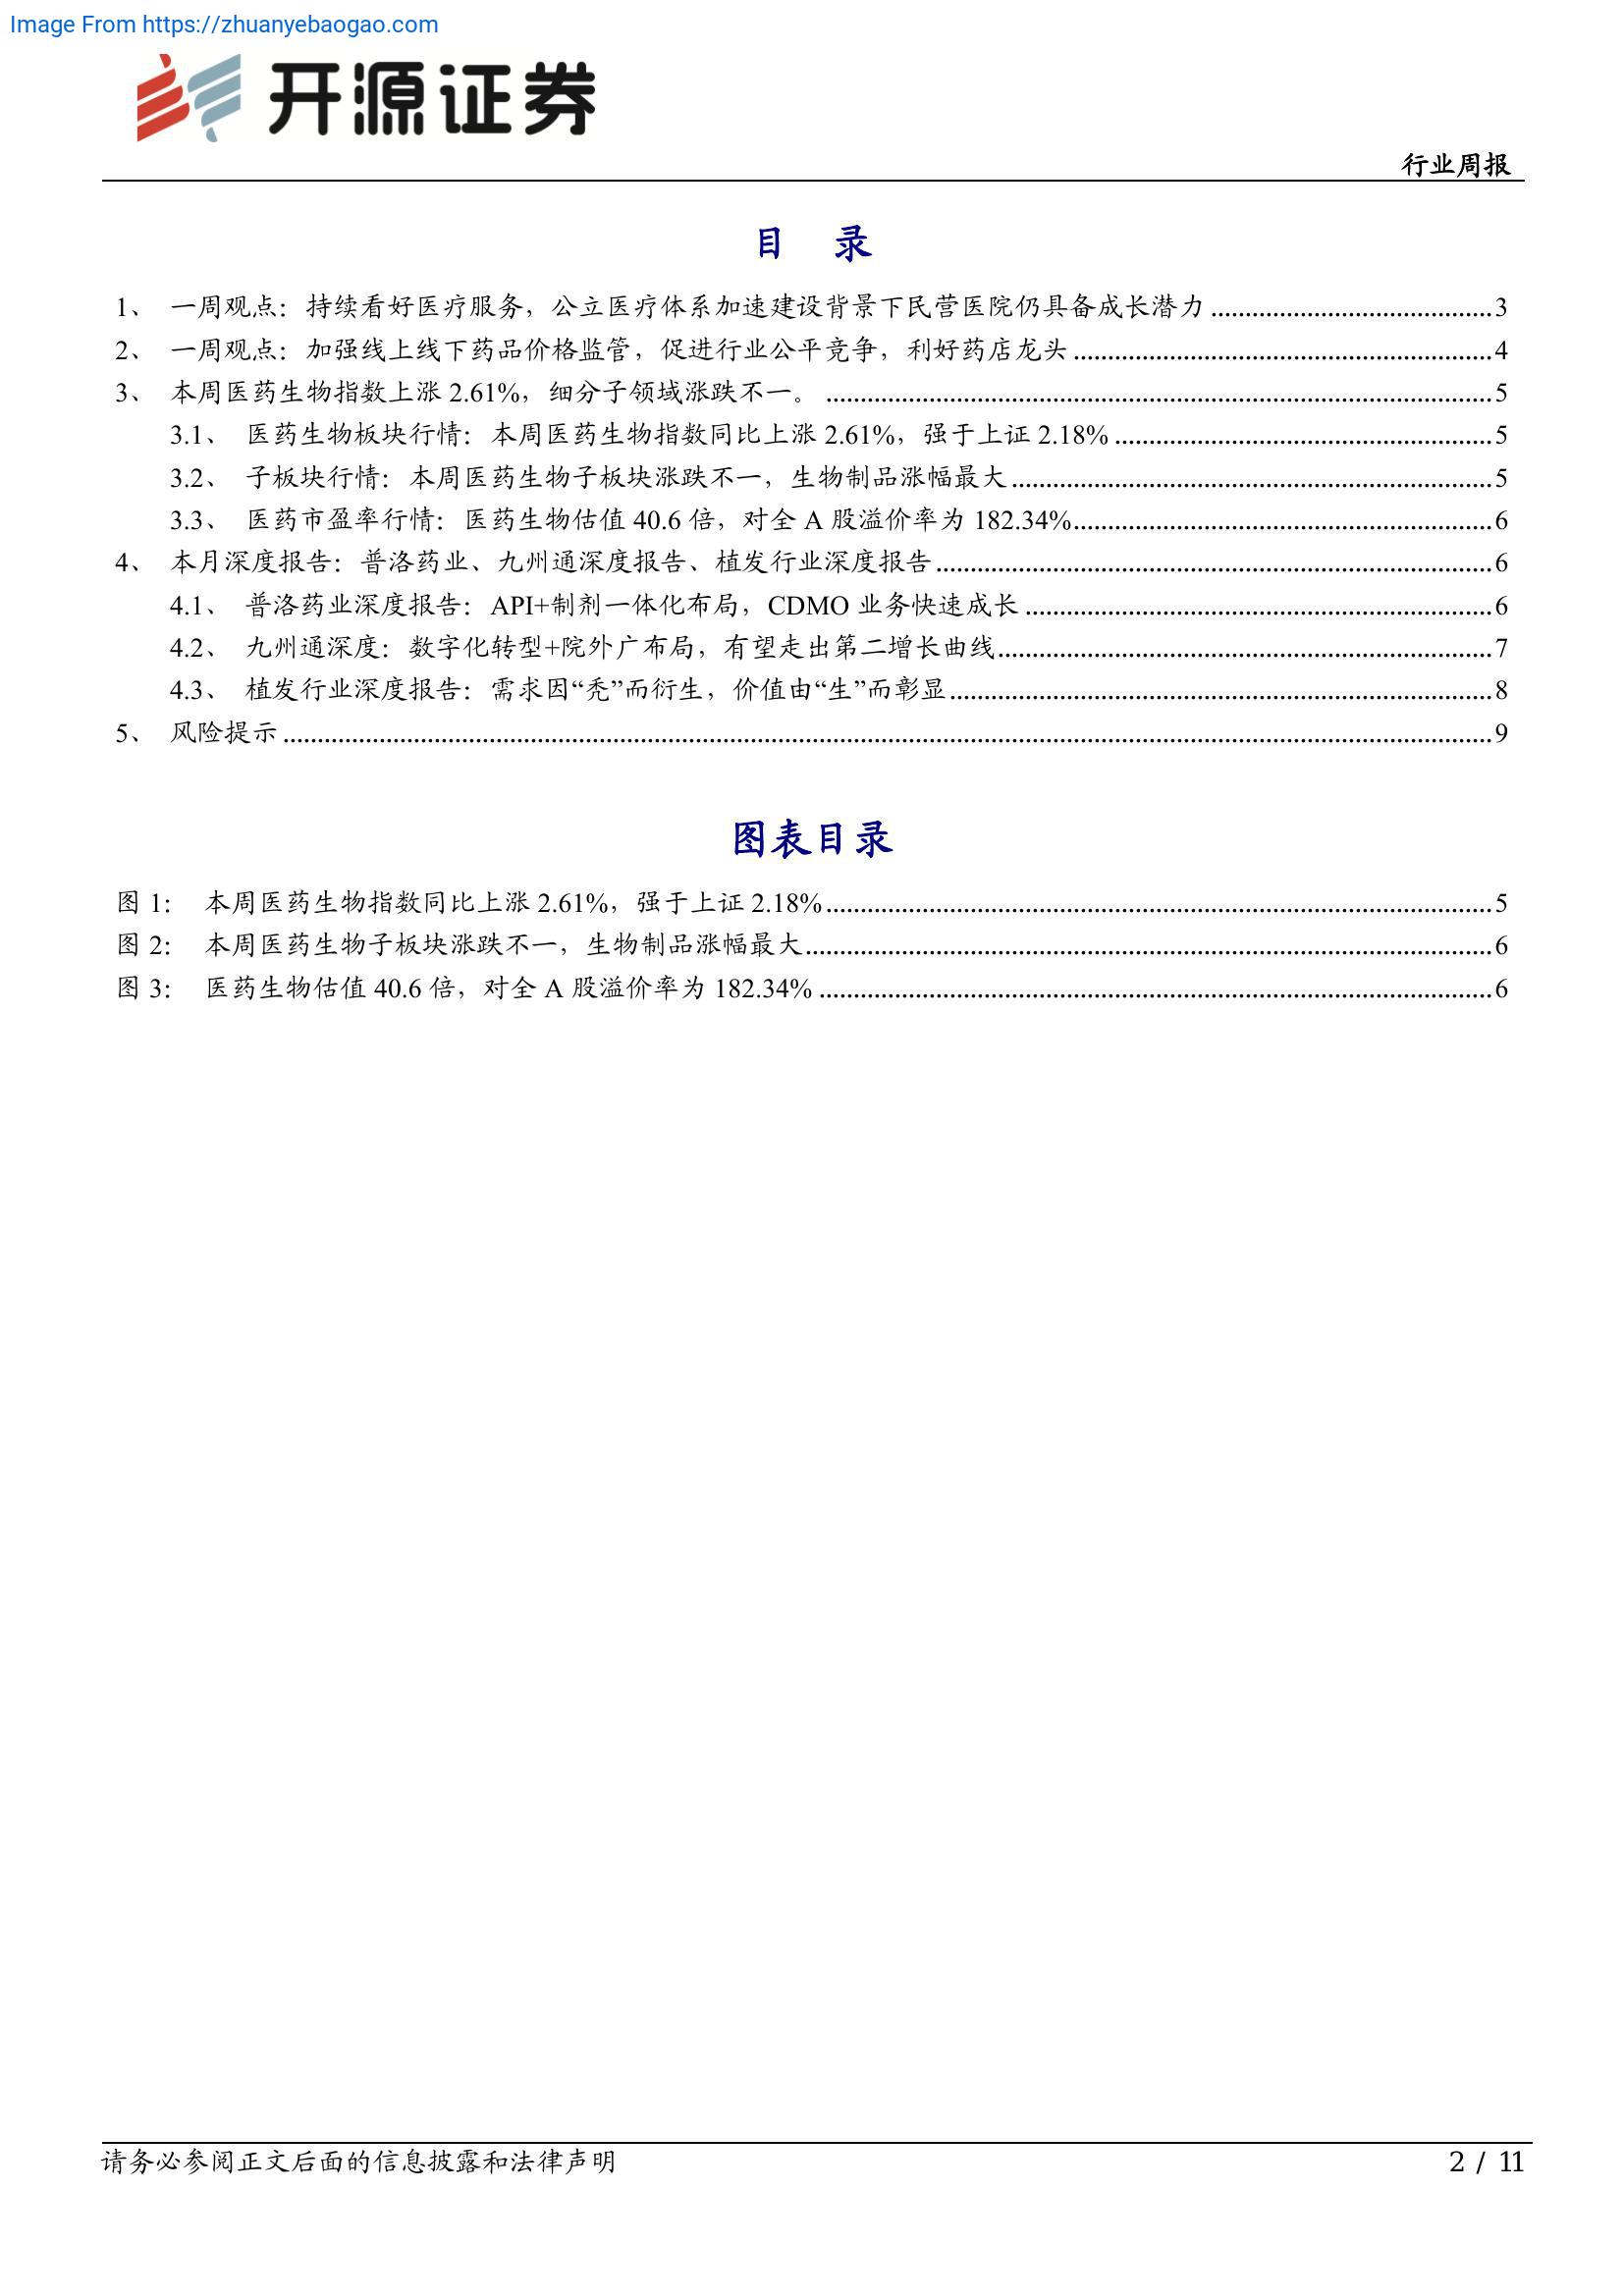 Image From https://zhuanyebaogao.com
开源证券
行业周报
目 录
1、 一周观点：持续看好医疗服务，公立医疗体系加速建设背景下民营医院仍具备成长潜力 ........................................3
2、 一周观点：加强线上线下药品价格监管，促进行业公平竞争，利好药店龙头 ........................................4
3、 本周医药生物指数上涨 2.61%，细分子领域涨跌不一。 ........................................5
3.1、 医药生物板块行情：本周医药生物指数同比上涨 2.61%，强于上证 2.18% ........................................5
3.2、 子板块行情：本周医药生物子板块涨跌不一，生物制品涨幅最大 ........................................5
3.3、 医药市盈率行情：医药生物估值 40.6 倍，对全 A 股溢价率为 182.34% ........................................6
4、 本月深度报告：普洛药业、九州通深度报告、植发行业深度报告 ........................................6
4.1、 普洛药业深度报告：API+制剂一体化布局，CDMO 业务快速成长 ........................................6
4.2、 九州通深度：数字化转型+院外广布局，有望走出第二增长曲线 ........................................7
4.3、 植发行业深度报告：需求因“秃”而衍生，价值由“生”而彰显 ........................................8
5、 风险提示 ........................................9
图表目录
图 1： 本周医药生物指数同比上涨 2.61%，强于上证 2.18% ........................................5
图 2： 本周医药生物子板块涨跌不一，生物制品涨幅最大 ........................................6
图 3： 医药生物估值 40.6 倍，对全 A 股溢价率为 182.34% ........................................6
请务必参阅正文后面的信息披露和法律声明
2 / 11